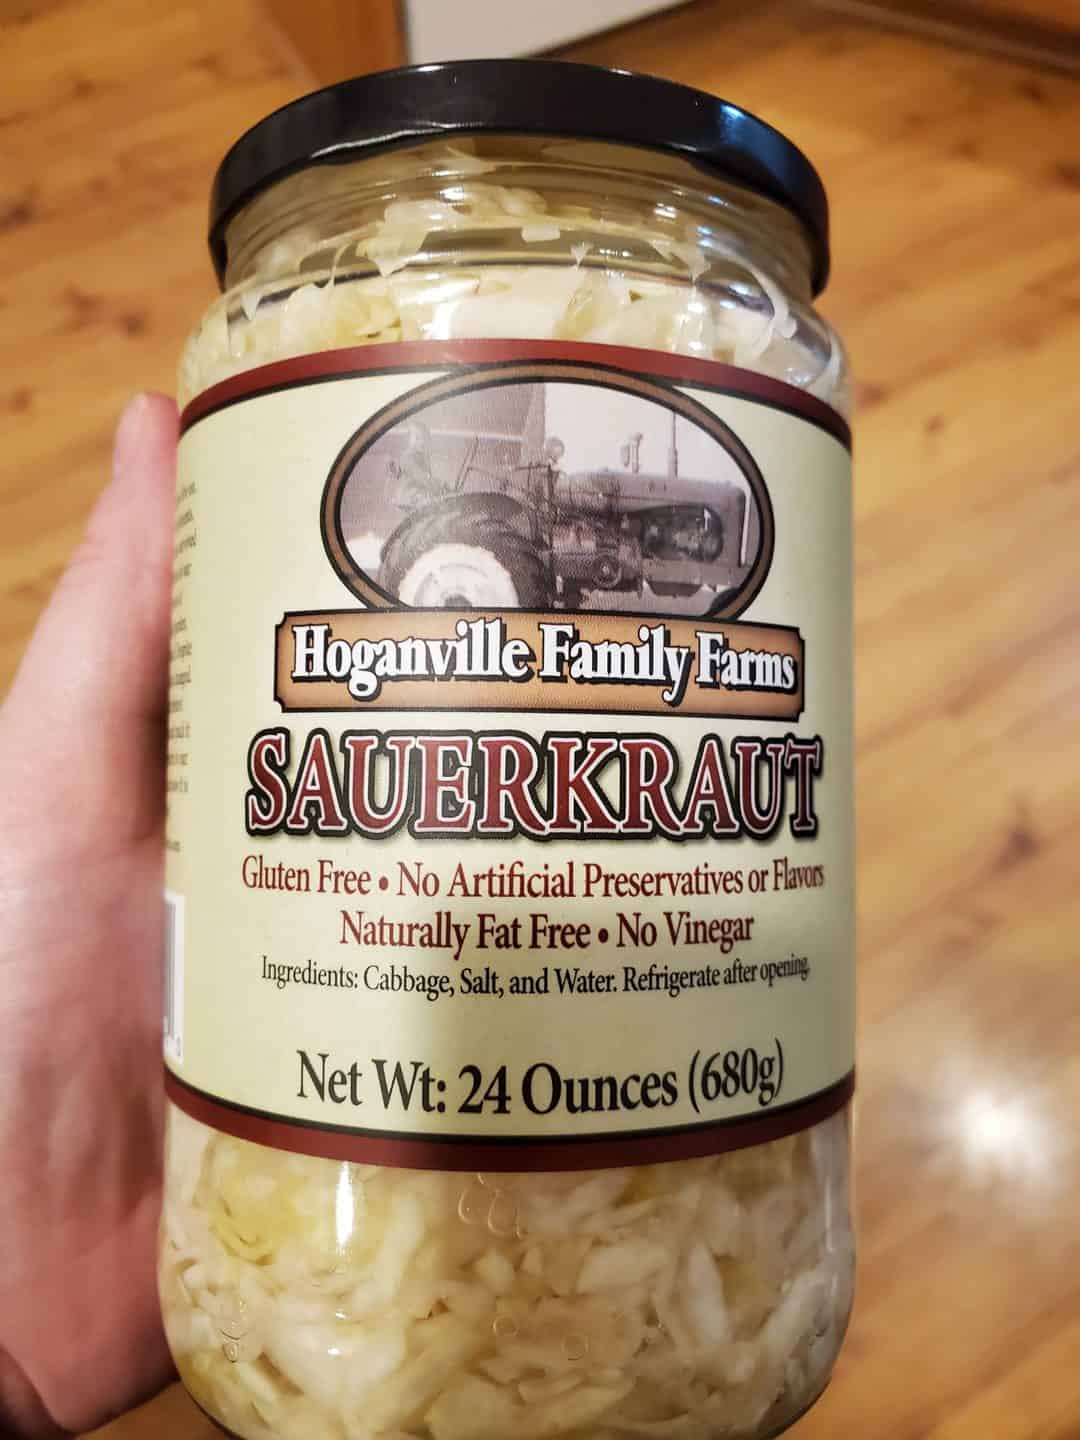 Hoganville Family Farms
SAUERKRAUT
Gluten Free • No Artificial Preservatives or Flavors
Naturally Fat Free • No Vinegar
Ingredients: Cabbage, Salt, and Water. Refrigerate after opening.
Net Wt: 24 Ounces (680g)